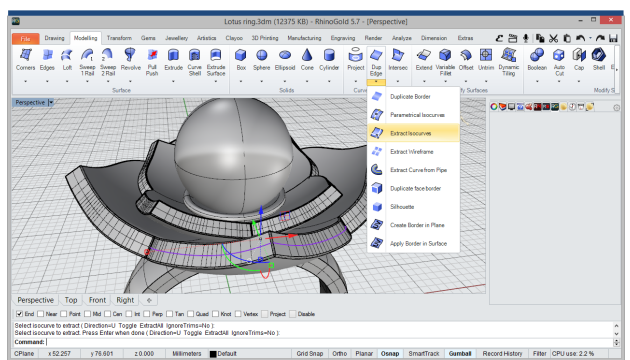 Lotus ring.3dm (12375 KB) - RhinoGold 5.7 - [Perspective]
File Drawing Modelling Transform Gems Jewellery Artistics Clayoo 3D Printing Manufacturing Engraving Render Analyze Dimension Extras
Corners Edges Loft Sweep 1 Rail Sweep 2 Rail Revolve Pull Push Extrude Curve Shell Extrude Surface Box Sphere Ellipsoid Cone Cylinder Project Dup Edge Intersec Extend Variable Fillet Offset Untrim Dynamic Tiling Boolean Auto Cut Cap Shell
Surface Solids Curv fy Surfaces Modify S
Perspective
Duplicate Border
Parametrical Isocurves
Extract Isocurves
Extract Wireframe
Extract Curve from Pipe
Duplicate face border
Silhouette
Create Border in Plane
Apply Border in Surface
Perspective Top Front Right
End Near Point Mid Cen Int Perp Tan Quad Knot Vertex Project Disable
Select isocurve to extract ( Direction=U Toggle ExtractAll IgnoreTrims=No ):
Select isocurve to extract. Press Enter when done ( Direction=U Toggle ExtractAll IgnoreTrims=No ):
Command:
CPlane x 52.257 y 76.601 z 0.000 Millimeters Default Grid Snap Ortho Planar Osnap SmartTrack Gumball Record History Filter CPU use: 2.2 %